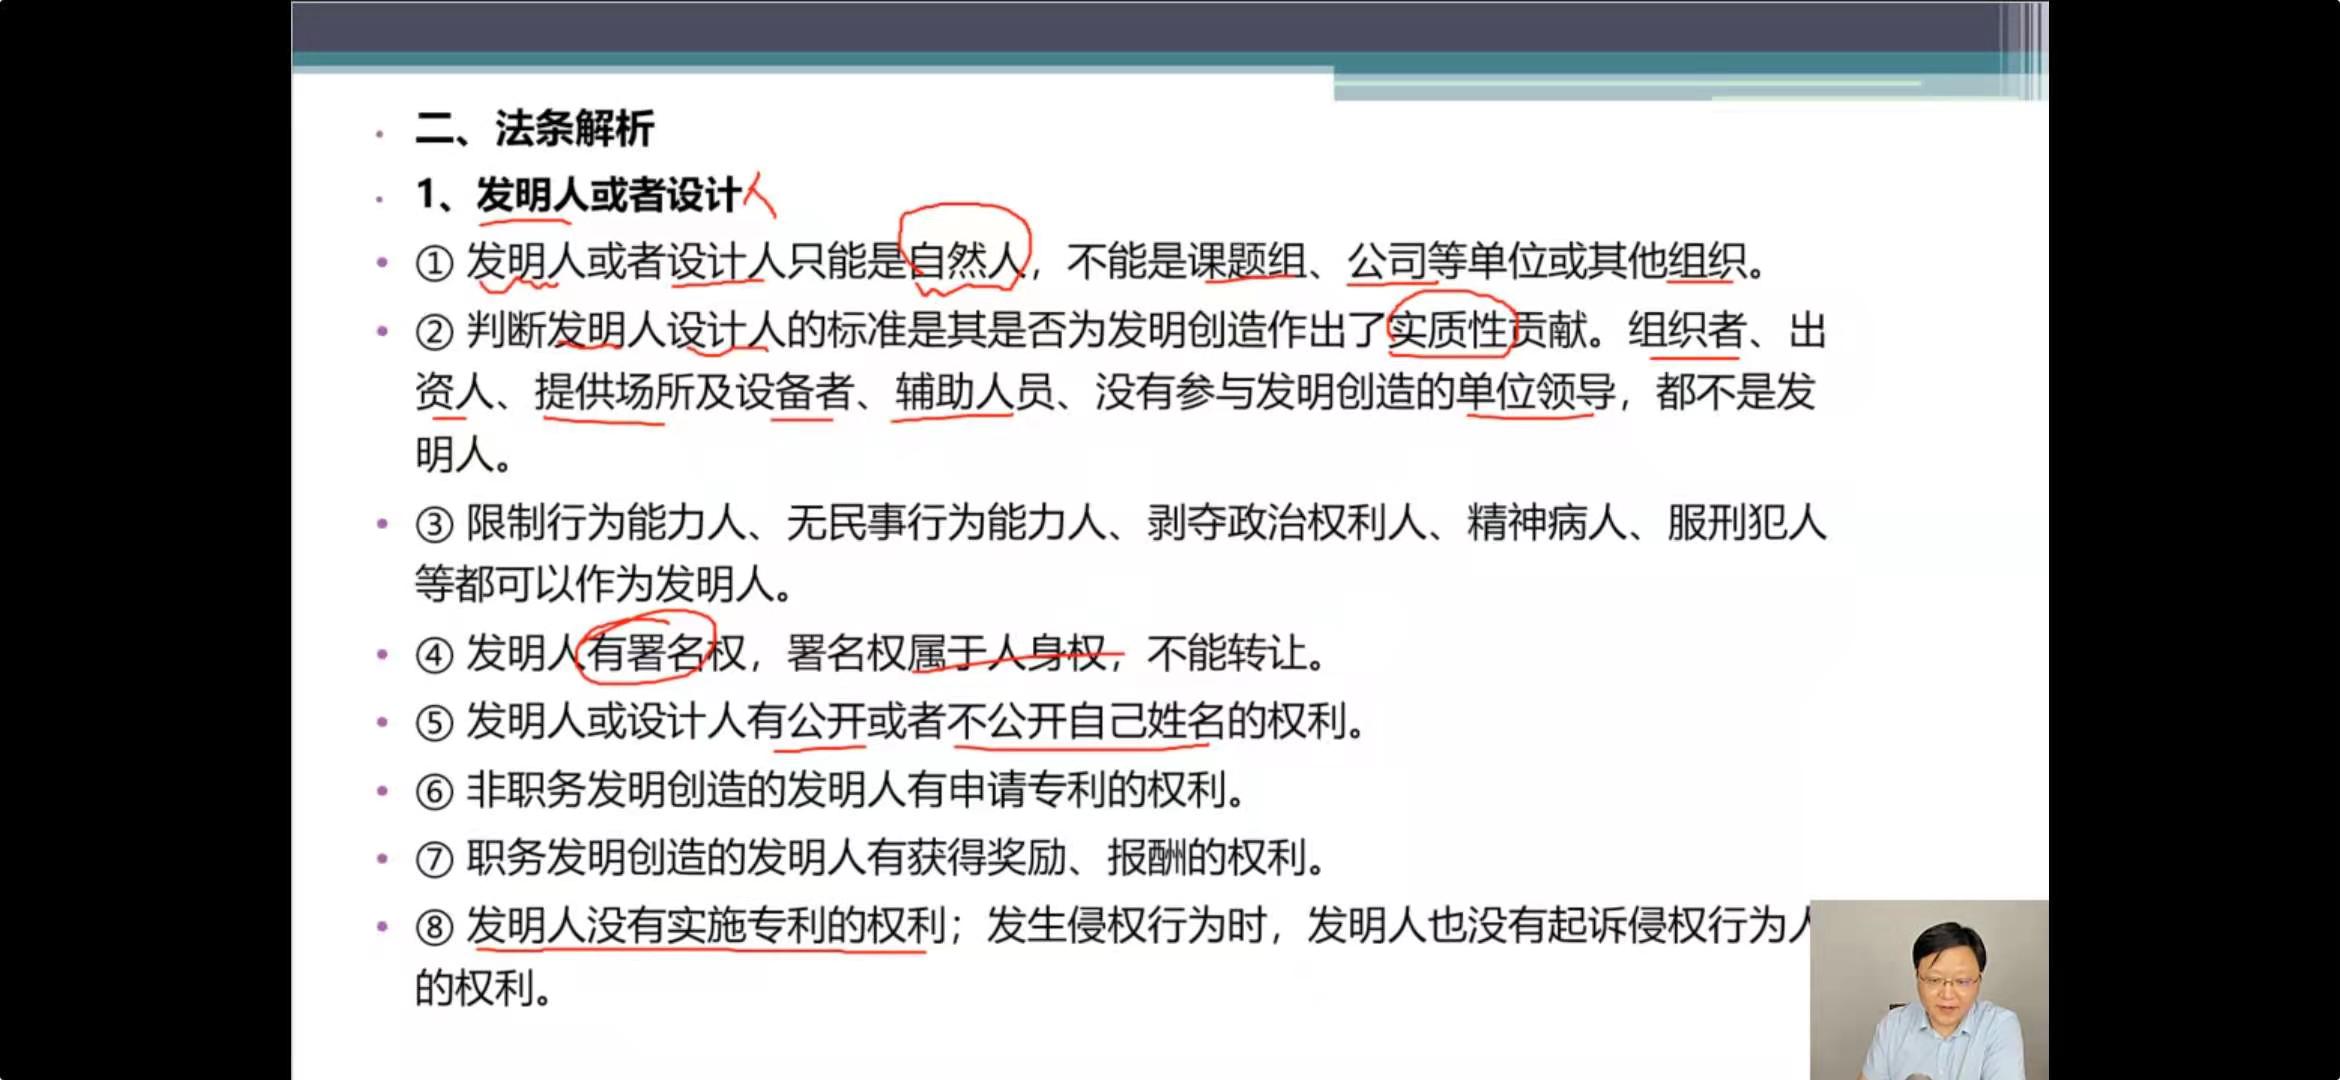 二、法条解析
1、发明人或者设计人
① 发明人或者设计人只能是自然人，不能是课题组、公司等单位或其他组织。
② 判断发明人设计人的标准是其是否为发明创造作出了实质性贡献。组织者、出
资人、提供场所及设备者、辅助人员、没有参与发明创造的单位领导，都不是发
明人。
③ 限制行为能力人、无民事行为能力人、剥夺政治权利人、精神病人、服刑犯人
等都可以作为发明人。
④ 发明人有署名权，署名权属于人身权，不能转让。
⑤ 发明人或设计人有公开或者不公开自己姓名的权利。
⑥ 非职务发明创造的发明人有申请专利的权利。
⑦ 职务发明创造的发明人有获得奖励、报酬的权利。
⑧ 发明人没有实施专利的权利；发生侵权行为时，发明人也没有起诉侵权行为人
的权利。